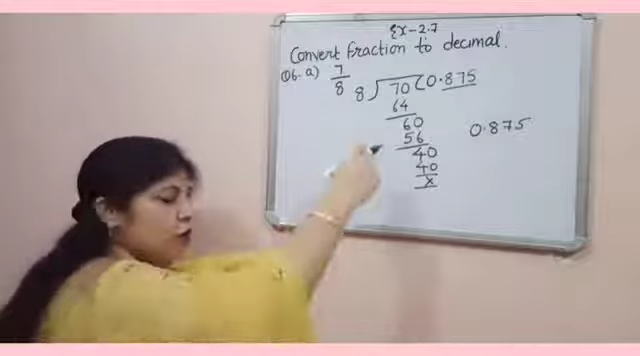 Ex-2.7
Convert fraction to decimal.
Q6. a) 7/8
8) 70 (0.875
64
60
56
40
40
x
0.875